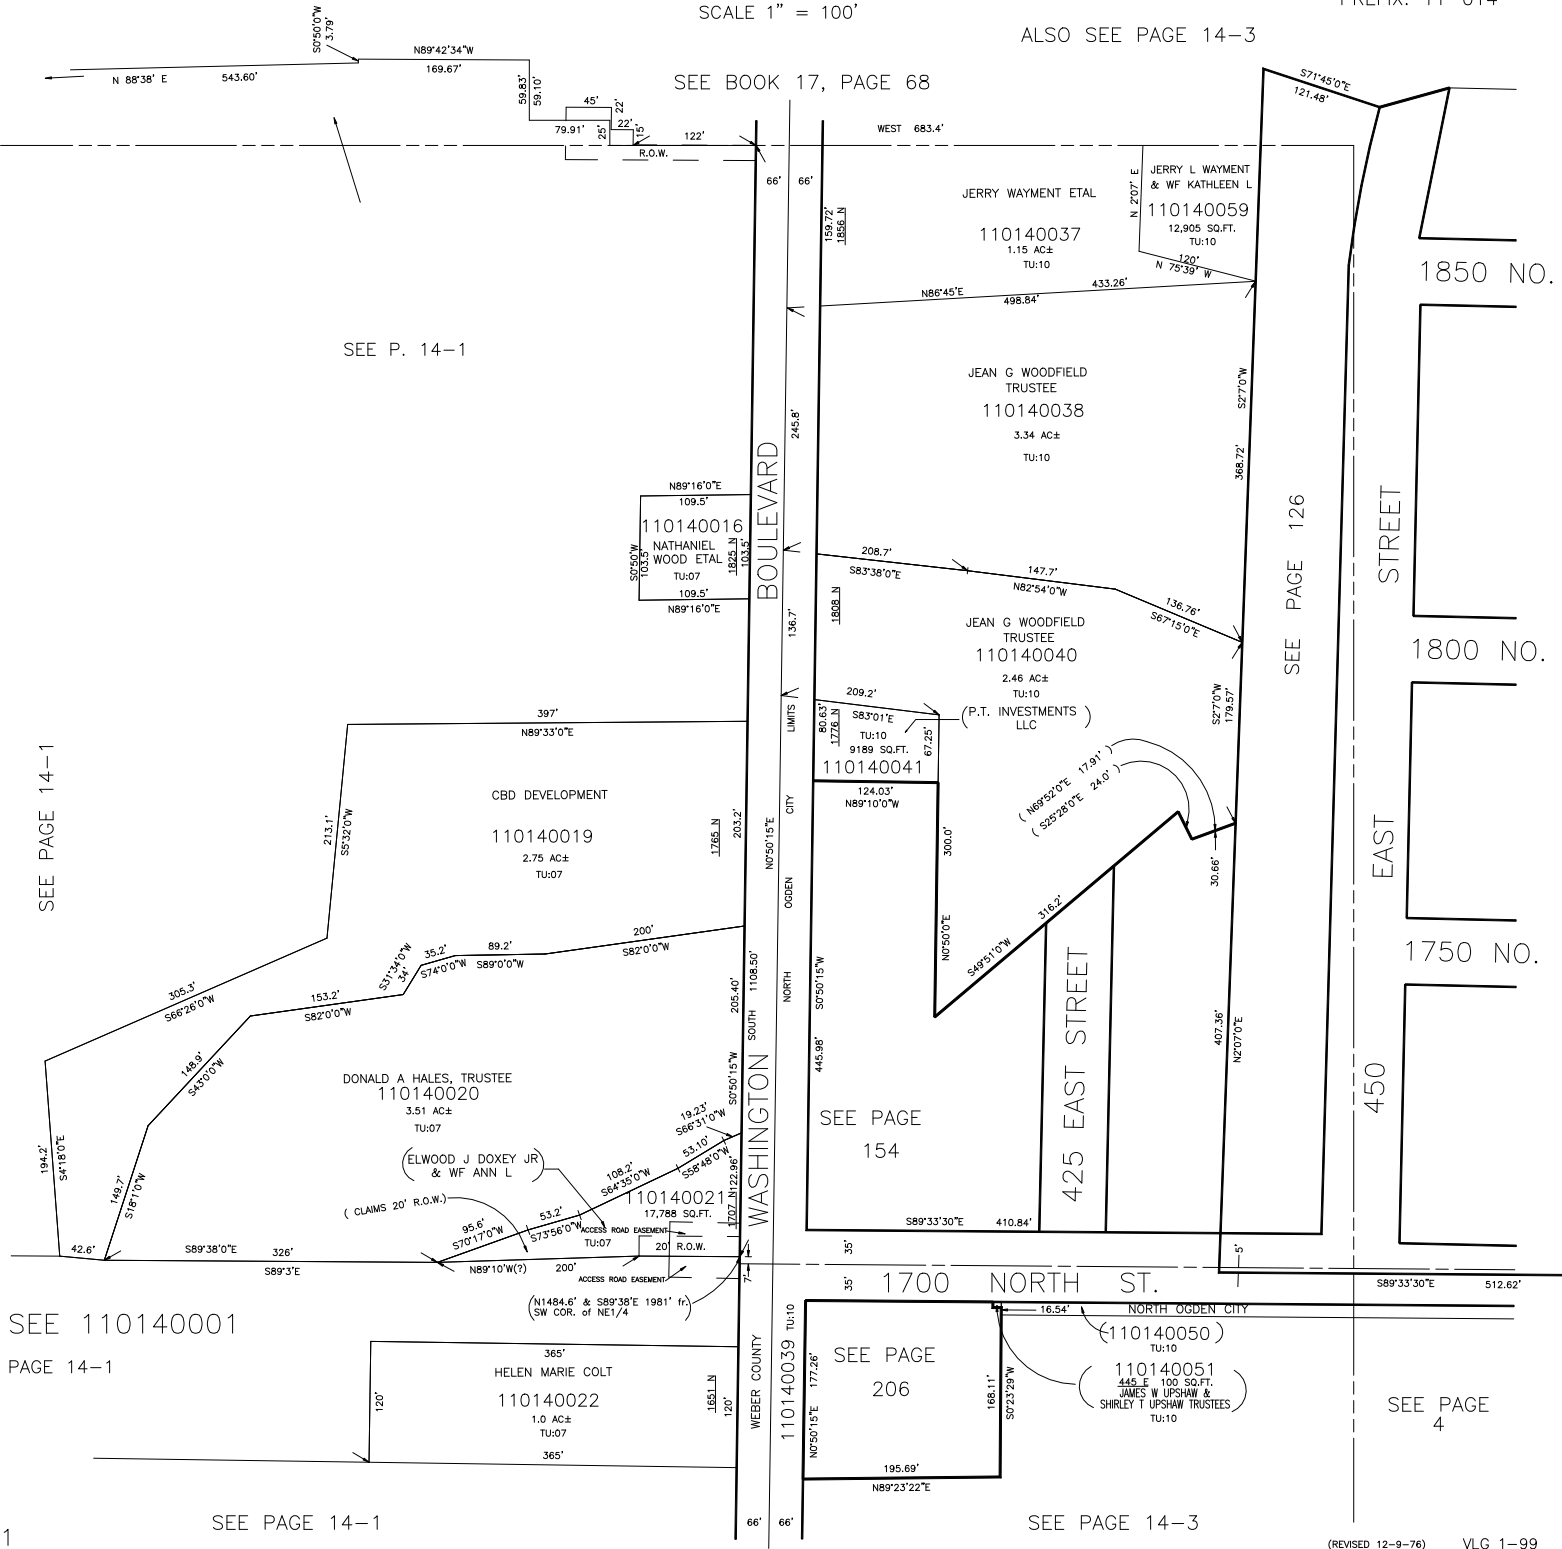 SCALE 1" = 100'
ALSO SEE PAGE 14-3
SEE BOOK 17, PAGE 68
S0°50'0"W
3.79'
N 88°38' E
543.60'
N89°42'34"W
169.67'
59.83'
59.10'
45'
22'
79.91'
25'
22'
15'
122'
R.O.W.
WEST 683.4'
S71°45'0"E
121.48'
66'
66'
159.72'
1856 N
JERRY WAYMENT ETAL
110140037
1.15 AC±
TU:10
N 2°07' E
JERRY L WAYMENT
& WF KATHLEEN L
110140059
12,905 SQ.FT.
TU:10
120'
N 75°39' W
N86°45'E
498.84'
433.26'
1850 NO.
SEE P. 14-1
JEAN G WOODFIELD
TRUSTEE
110140038
3.34 AC±
TU:10
245.8'
S2°7'0"W
368.72'
N89°16'0"E
109.5'
110140016
NATHANIEL
WOOD ETAL
TU:07
S0°50'W
103.5'
1825 N
103.5'
109.5'
N89°16'0"E
BOULEVARD
SEE PAGE 126
STREET
208.7'
S83°38'0"E
147.7'
N82°54'0"W
136.76'
S67°15'0"E
136.7'
1808 N
JEAN G WOODFIELD
TRUSTEE
110140040
2.46 AC±
TU:10
1800 NO.
S2°7'0"W
179.57'
209.2'
S83°01'E
(P.T. INVESTMENTS )
LLC
80.63'
1776 N
TU:10
9189 SQ.FT.
110140041
67.25'
124.03'
N89°10'0"W
( N69°52'0"E 17.91' )
( S25°28'0"E 24.0' )
397'
N89°33'0"E
SEE PAGE 14-1
CBD DEVELOPMENT
110140019
2.75 AC±
TU:07
213.1'
S5°32'0"W
1765 N
203.2'
N0°50'15"E
LIMITS
CITY
OGDEN
NORTH
300.0'
N0°50'0"E
316.2'
S49°51'0"W
30.66'
EAST
1750 NO.
200'
S82°0'0"W
89.2'
S89°0'0"W
35.2'
S74°0'0"W
S31°34'0"W
34'
305.3'
S66°26'0"W
153.2'
S82°0'0"W
148.9'
S43°0'0"W
205.40'
SOUTH 1108.50'
S0°50'15"W
445.98'
407.36'
N2°07'0"E
DONALD A HALES, TRUSTEE
110140020
3.51 AC±
TU:07
S0°50'15"W
WASHINGTON
425 EAST STREET
450
194.2'
S4°18'0"E
149.7'
S18°1'0"W
SEE PAGE
154
19.23'
S66°31'0"W
53.10'
S58°48'0"W
108.2'
S64°35'0"W
(ELWOOD J DOXEY JR)
& WF ANN L
( CLAIMS 20' R.O.W.)
110140021
17,788 SQ.FT.
1707 N
122.96'
95.6'
S70°17'0"W
53.2'
S73°56'0"W
ACCESS ROAD EASEMENT
TU:07
20' R.O.W.
42.6'
S89°38'0"E
326'
S89°3'E
N89°10'W(?)
200'
ACCESS ROAD EASEMENT
7'
(N1484.6' & S89°38'E 1981' fr.)
SW COR. of NE1/4
S89°33'30"E
410.84'
35'
35'
1700 NORTH ST.
5'
S89°33'30"E
512.62'
SEE 110140001
PAGE 14-1
365'
HELEN MARIE COLT
110140022
1.0 AC±
TU:07
120'
1651 N
120'
365'
WEBER COUNTY
110140039 TU:10
N0°50'15"E 177.26'
SEE PAGE
206
16.54'
NORTH OGDEN CITY
(110140050 )
TU:10
110140051
445 E 100 SQ.FT.
JAMES W UPSHAW &
SHIRLEY T UPSHAW TRUSTEES
TU:10
168.11'
S0°23'29"W
SEE PAGE
4
195.69'
N89°23'22"E
SEE PAGE 14-1
66'
66'
SEE PAGE 14-3
1
(REVISED 12-9-76)
VLG 1-99